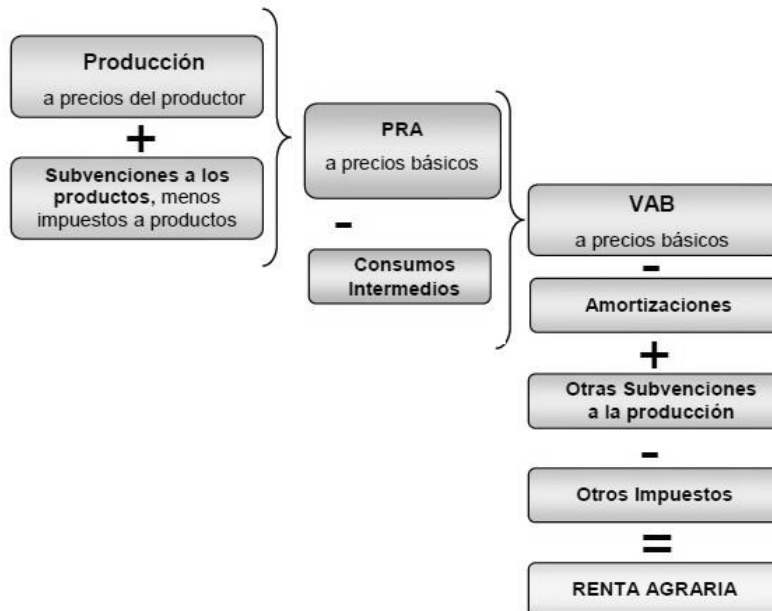 Producción
a precios del productor
+
Subvenciones a los
productos, menos
impuestos a productos
PRA
a precios básicos
-
Consumos
Intermedios
VAB
a precios básicos
-
Amortizaciones
+
Otras Subvenciones
a la producción
-
Otros Impuestos
=
RENTA AGRARIA